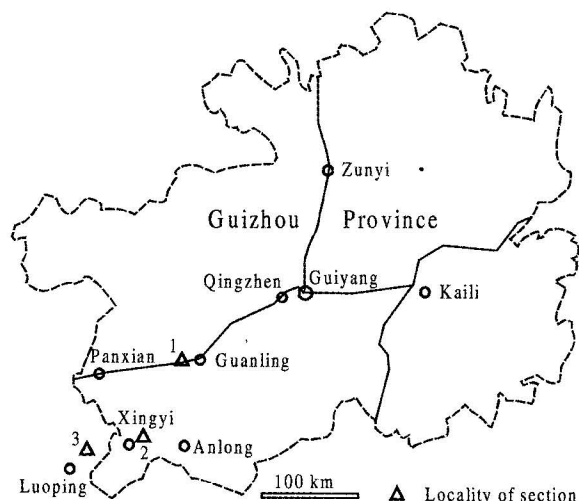 Zunyi
Guizhou Province
Qingzhen
Guiyang
Kaili
1
Panxian
Guanling
Xingyi
3
2
Anlong
Luoping
100 km
Locality of section